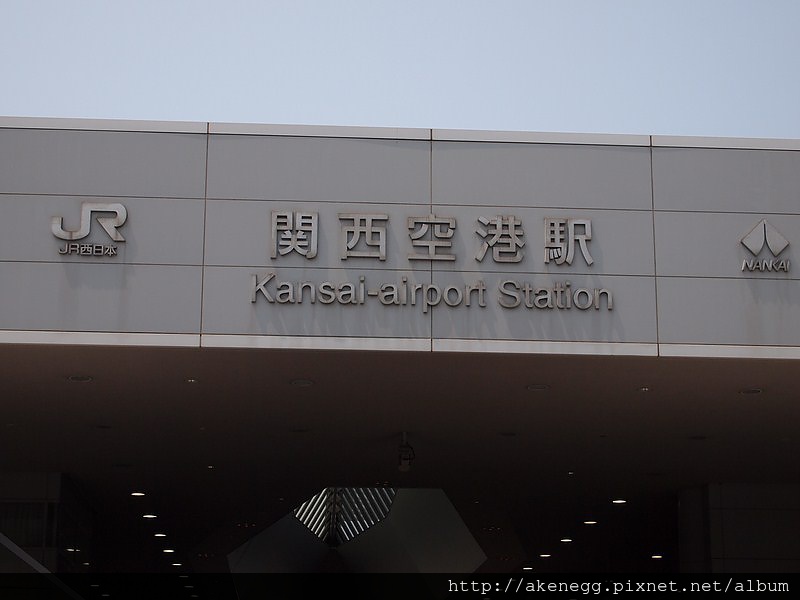 JR
JR西日本
関西空港駅
Kansai-airport Station
NANKAI
http://akenegg.pixnet.net/album